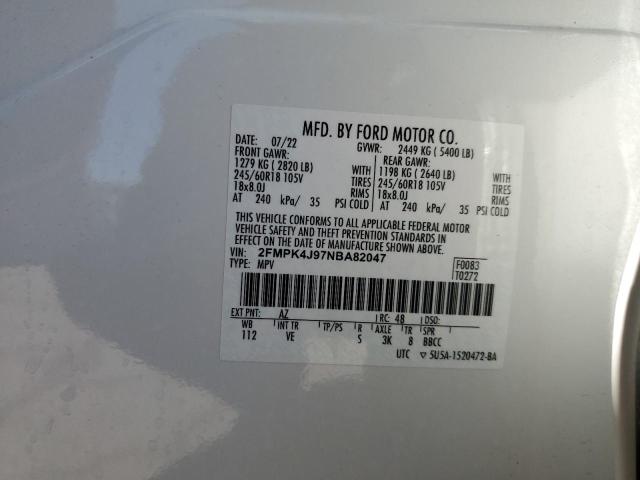 MFD. BY FORD MOTOR CO.
DATE: 07/22 GVWR: 2449 KG ( 5400 LB)
FRONT GAWR: REAR GAWR:
1279 KG ( 2820 LB) WITH 1198 KG ( 2640 LB) WITH
245/60R18 105V TIRES 245/60R18 105V TIRES
18x8.0J RIMS 18x8.0J RIMS
AT 240 kPa/ 35 PSI COLD AT 240 kPa/ 35 PSI COLD
THIS VEHICLE CONFORMS TO ALL APPLICABLE FEDERAL MOTOR
VEHICLE SAFETY AND THEFT PREVENTION STANDARDS IN EFFECT
ON THE DATE OF MANUFACTURE SHOWN ABOVE.
VIN: 2FMPK4J97NBA82047
TYPE: MPV
F0083
T0272
EXT PNT: AZ RC: 48 DSO:
WB INT TR TP/PS R AXLE TR SPR
112 VE S 3K 8 BBCC
UTC ▽ 5U5A-1520472-BA